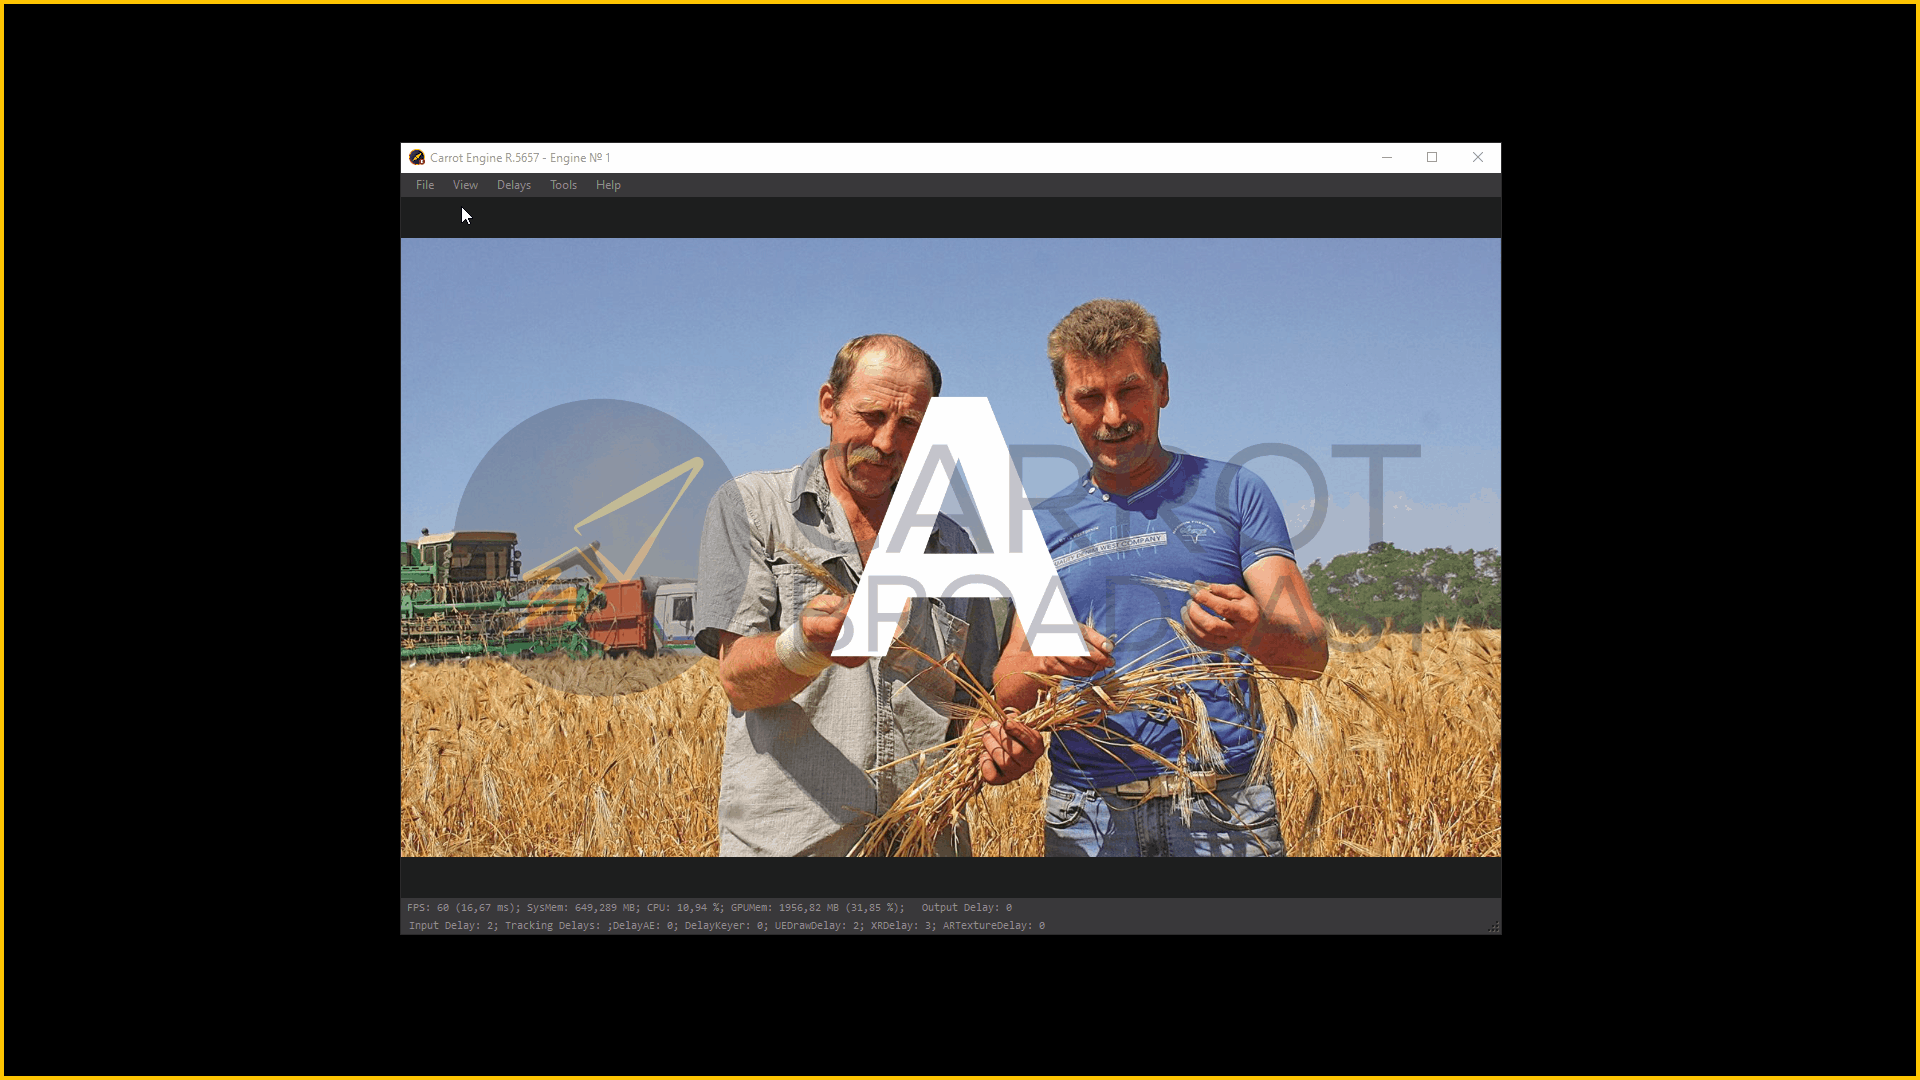 Carrot Engine R.5657 - Engine № 1
File View Delays Tools Help
A
CARROT
BROADCAST
WEST COMPANY
FPS: 60 (16,67 ms); SysMem: 649,289 MB; CPU: 10,94 %; GPUMem: 1956,82 MB (31,85 %); Output Delay: 0
Input Delay: 2; Tracking Delays: ;DelayAE: 0; DelayKeyer: 0; UEDrawDelay: 2; XRDelay: 3; ARTextureDelay: 0